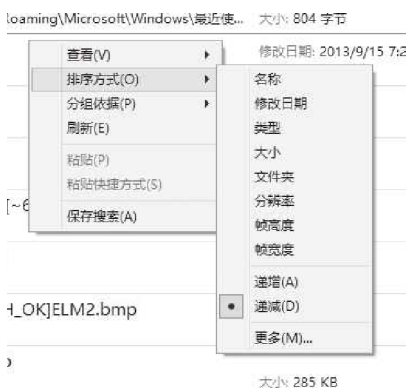 loaming\Microsoft\Windows\最近使... 大小: 804 字节
修改日期: 2013/9/15 7:2
查看(V)
排序方式(O)
分组依据(P)
刷新(E)
粘贴(P)
粘贴快捷方式(S)
保存搜索(A)
名称
修改日期
类型
大小
文件夹
分辨率
帧高度
帧宽度
递增(A)
递减(D)
更多(M)...
[~6
H_OK]ELM2.bmp
大小: 285 KB